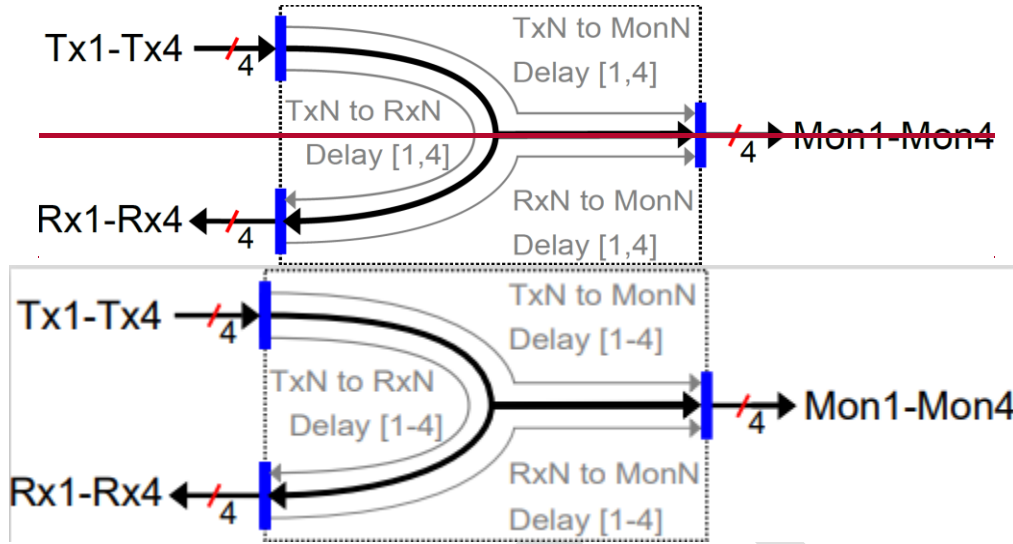 Tx1-Tx4
4
TxN to MonN
Delay [1,4]
TxN to RxN
Delay [1,4]
4
Mon1-Mon4
Rx1-Rx4
4
RxN to MonN
Delay [1,4]
Tx1-Tx4
4
TxN to MonN
Delay [1-4]
TxN to RxN
Delay [1-4]
4
Mon1-Mon4
Rx1-Rx4
4
RxN to MonN
Delay [1-4]